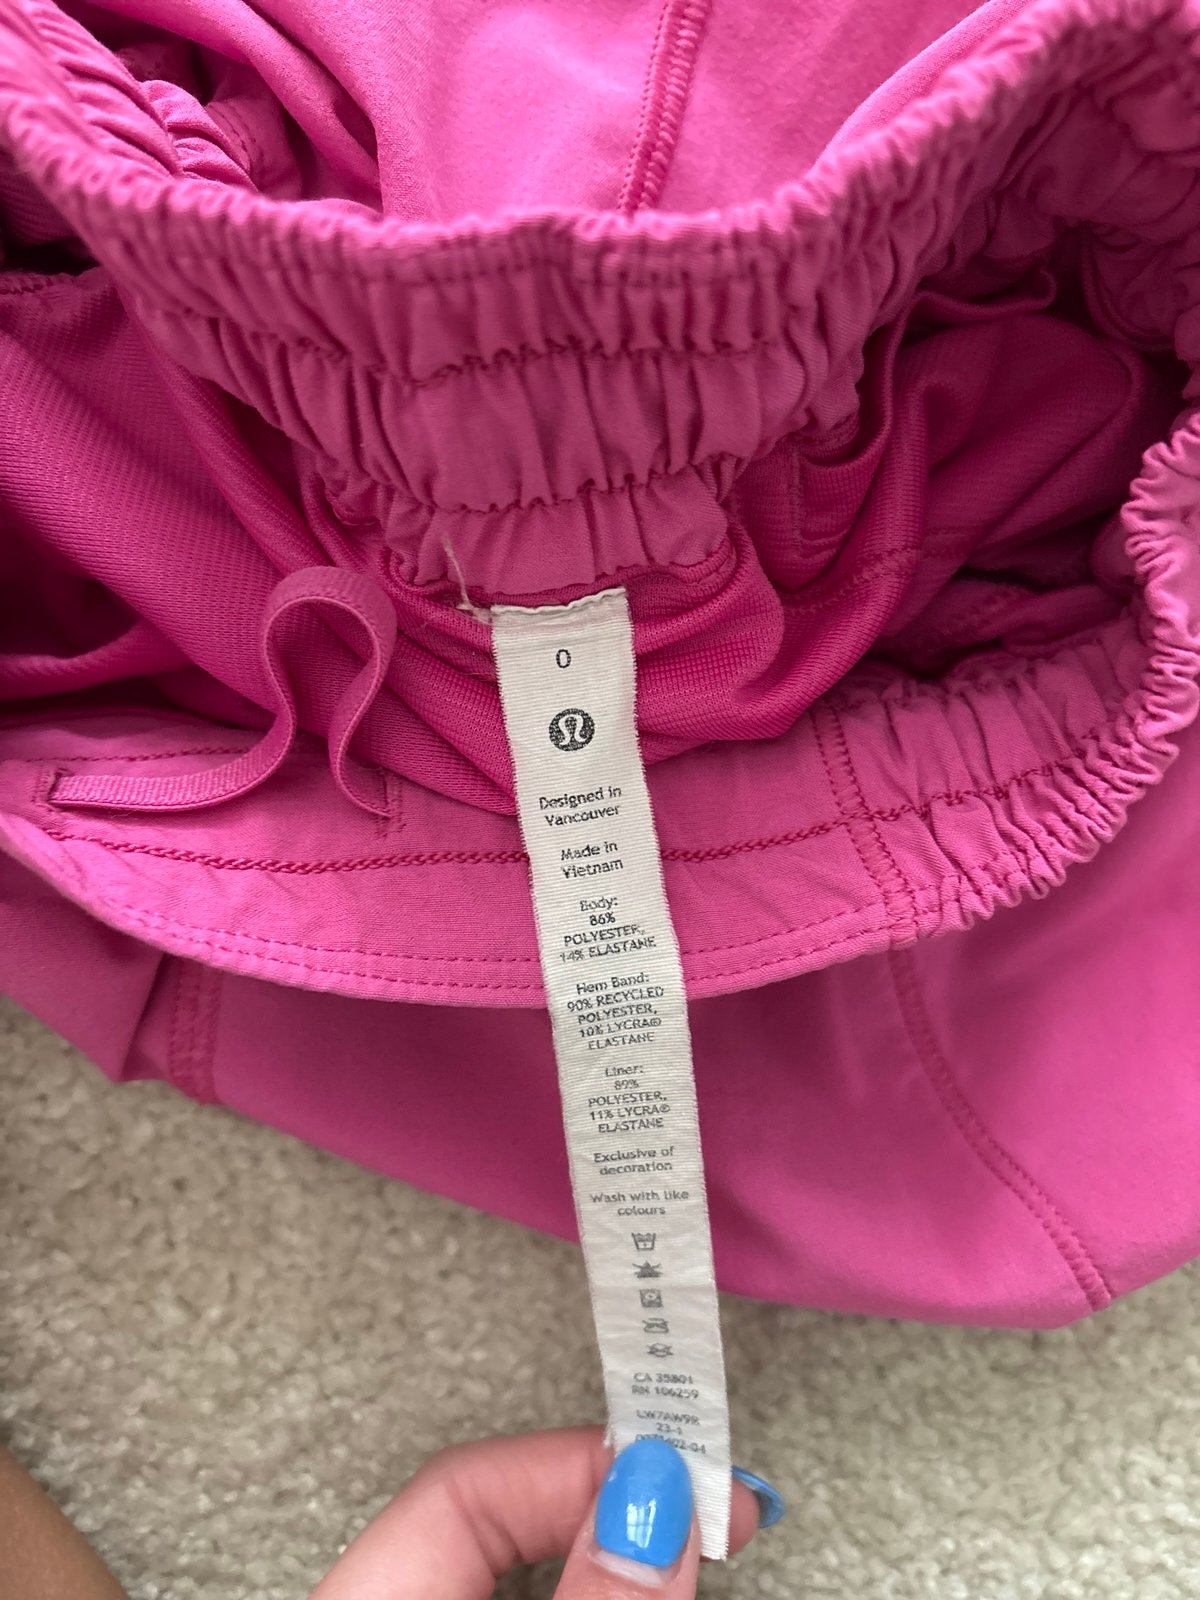 0
Designed in
Vancouver
Made in
Vietnam
Body:
86%
POLYESTER,
14% ELASTANE
Hem Band:
90% RECYCLED
POLYESTER,
10% LYCRA®
ELASTANE
Liner:
89%
POLYESTER,
11% LYCRA®
ELASTANE
Exclusive of
decoration
Wash with like
colours
CA 35801
RN 106259
LW7AW9R
23-1